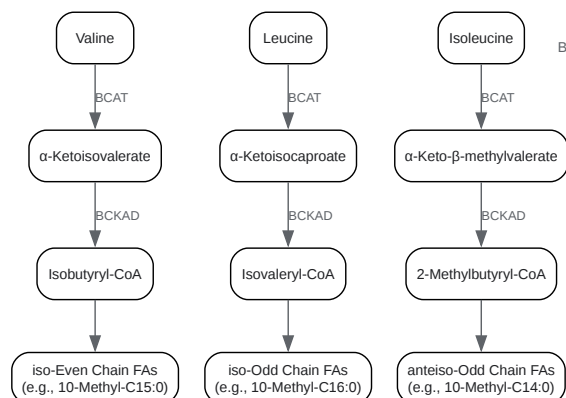 Valine
Leucine
Isoleucine
B
BCAT
BCAT
BCAT
α-Ketoisovalerate
α-Ketoisocaproate
α-Keto-β-methylvalerate
BCKAD
BCKAD
BCKAD
Isobutyryl-CoA
Isovaleryl-CoA
2-Methylbutyryl-CoA
iso-Even Chain FAs
(e.g., 10-Methyl-C15:0)
iso-Odd Chain FAs
(e.g., 10-Methyl-C16:0)
anteiso-Odd Chain FAs
(e.g., 10-Methyl-C14:0)